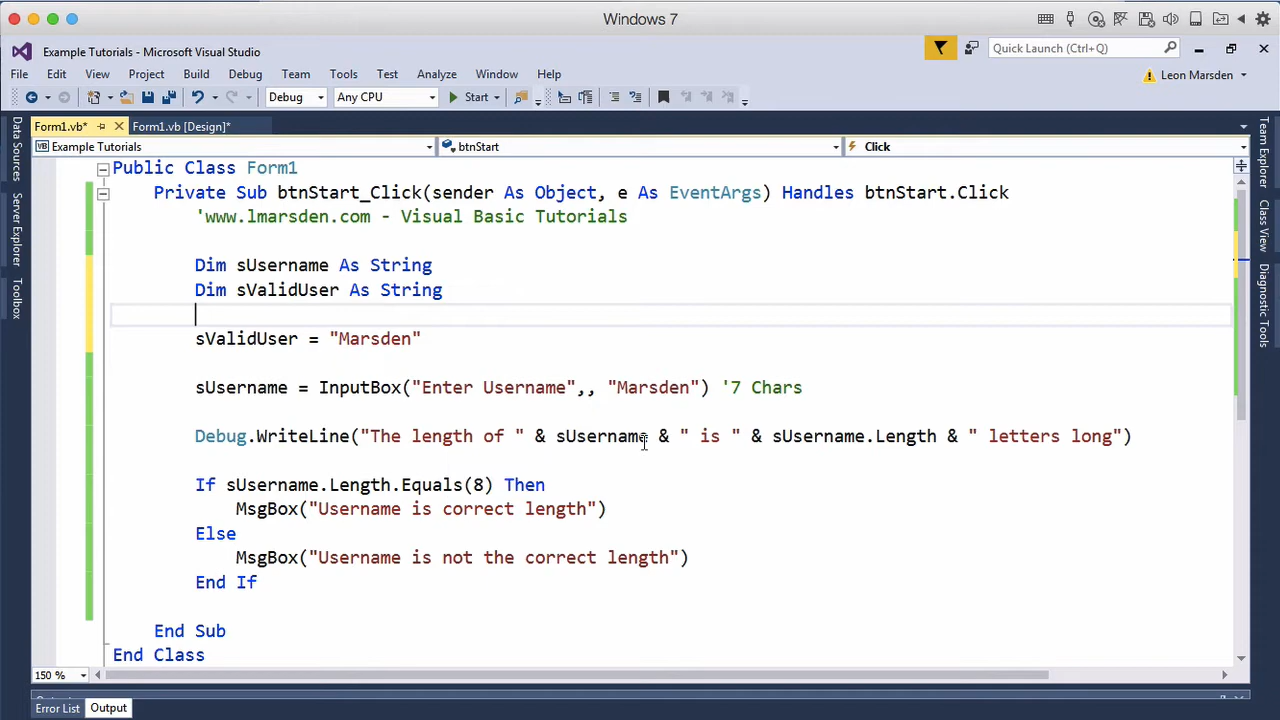 Windows 7
Example Tutorials - Microsoft Visual Studio
Quick Launch (Ctrl+Q)
File Edit View Project Build Debug Team Tools Test Analyze Window Help
Leon Marsden
Debug Any CPU Start
Form1.vb* Form1.vb [Design]*
Example Tutorials btnStart Click
Data Sources
Server Explorer
Toolbox
Public Class Form1
Private Sub btnStart_Click(sender As Object, e As EventArgs) Handles btnStart.Click
'www.lmarsden.com - Visual Basic Tutorials
Dim sUsername As String
Dim sValidUser As String
sValidUser = "Marsden"
sUsername = InputBox("Enter Username",, "Marsden") '7 Chars
Debug.WriteLine("The length of " & sUsername & " is " & sUsername.Length & " letters long")
If sUsername.Length.Equals(8) Then
MsgBox("Username is correct length")
Else
MsgBox("Username is not the correct length")
End If
End Sub
End Class
Team Explorer
Class View
Diagnostic Tools
150 %
Error List Output